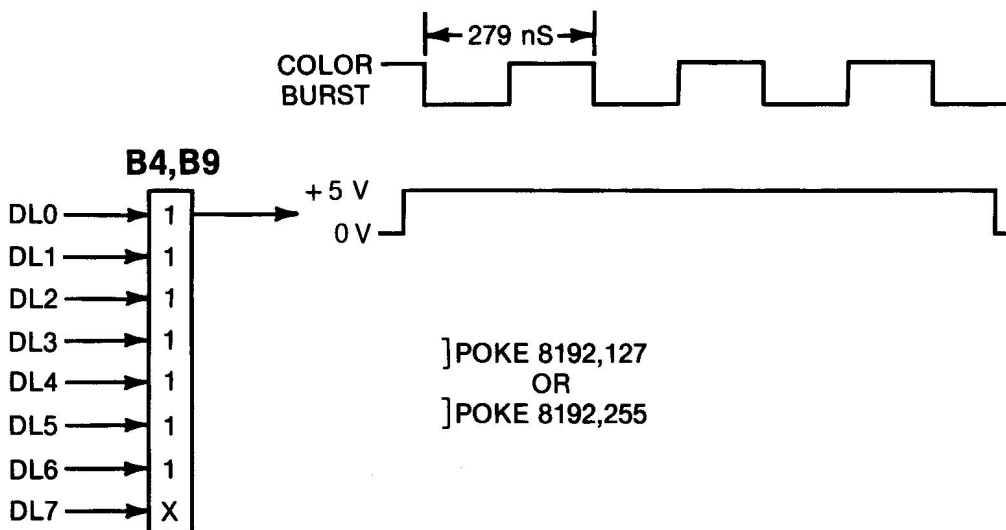 279 nS
COLOR
BURST
B4,B9
+5 V
0 V
DL0 1
DL1 1
DL2 1
DL3 1
DL4 1
DL5 1
DL6 1
DL7 X
]POKE 8192,127
OR
]POKE 8192,255